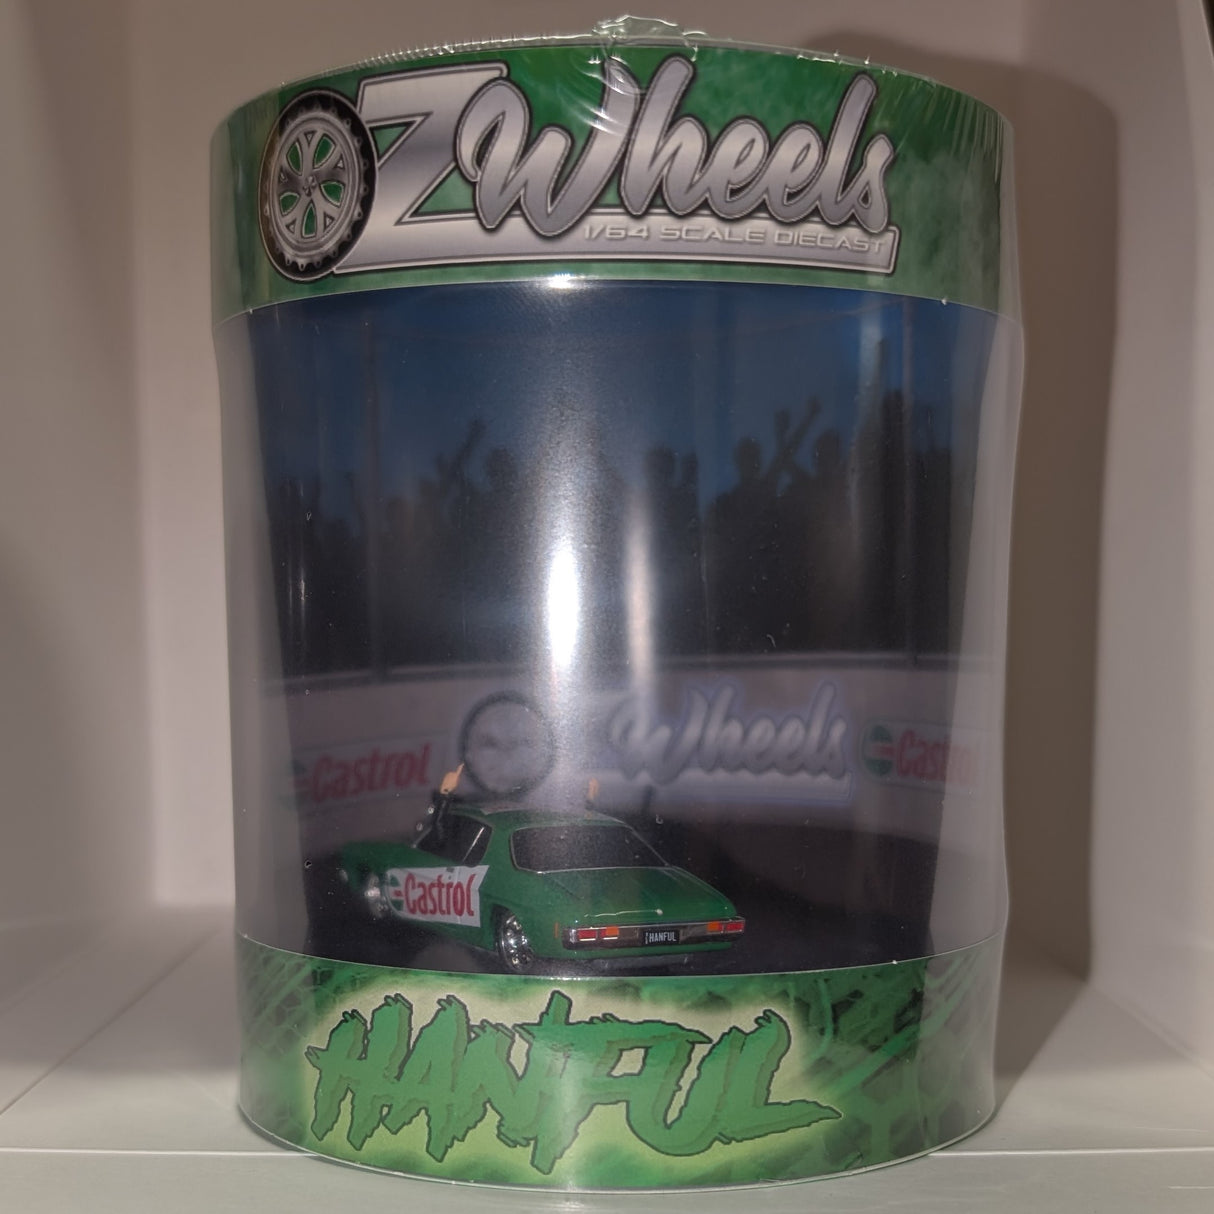 OZWheels
1/64 SCALE DIECAST
Castrol
Wheels
Castrol
Castrol
HANFUL
HANFUL